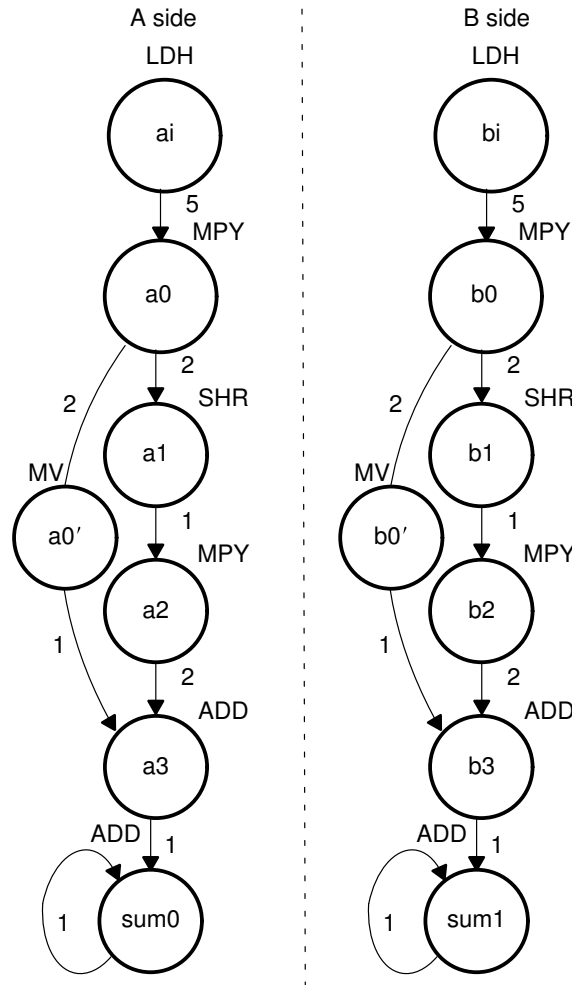 A side B side
LDH LDH
ai bi
5 5
MPY MPY
a0 b0
2 2
SHR SHR
2 2
a1 b1
MV MV
1 1
a0′ b0′
MPY MPY
a2 b2
1 1
2 2
ADD ADD
a3 b3
ADD ADD
1 1
sum0 sum1
1 1